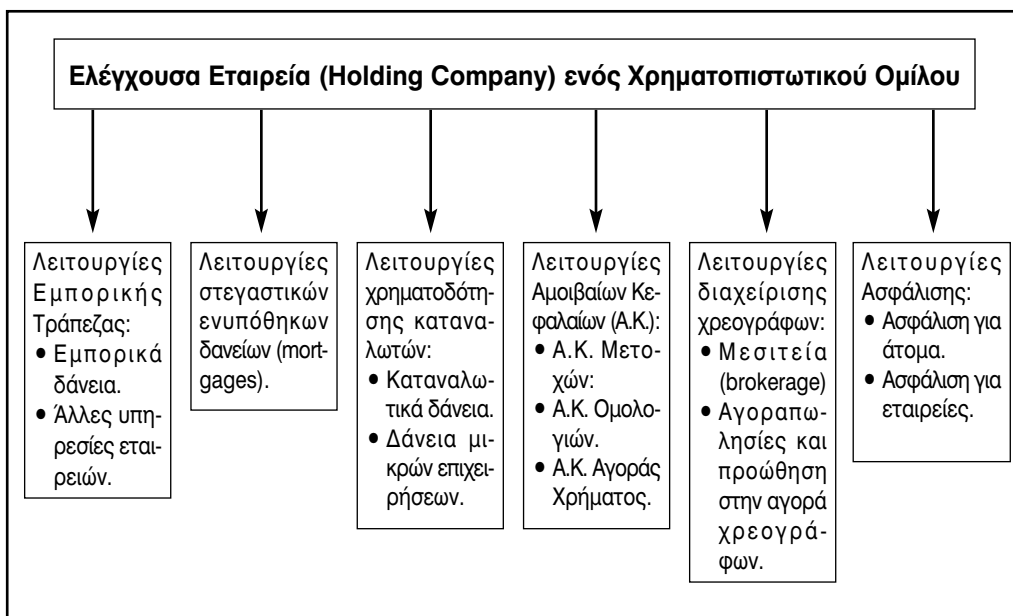 Ελέγχουσα Εταιρεία (Holding Company) ενός Χρηματοπιστωτικού Ομίλου
Λειτουργίες
Εμπορικής
Τράπεζας:
• Εμπορικά
δάνεια.
• Άλλες υπη-
ρεσίες εται-
ρειών.
Λειτουργίες
στεγαστικών
ενυπόθηκων
δανείων (mort-
gages).
Λειτουργίες
χρηματοδότη-
σης κατανα-
λωτών:
• Καταναλω-
τικά δάνεια.
• Δάνεια μι-
κρών επιχει-
ρήσεων.
Λειτουργίες
Αμοιβαίων Κε-
φαλαίων (Α.Κ.):
• Α.Κ. Μετο-
χών:
• Α.Κ. Ομολο-
γιών.
• Α.Κ. Αγοράς
Χρήματος.
Λειτουργίες
διαχείρισης
χρεογράφων:
• Μεσιτεία
(brokerage)
• Αγοραπω-
λησίες και
προώθηση
στην αγορά
χρεογρά-
φων.
Λειτουργίες
Ασφάλισης:
• Ασφάλιση για
άτομα.
• Ασφάλιση για
εταιρείες.